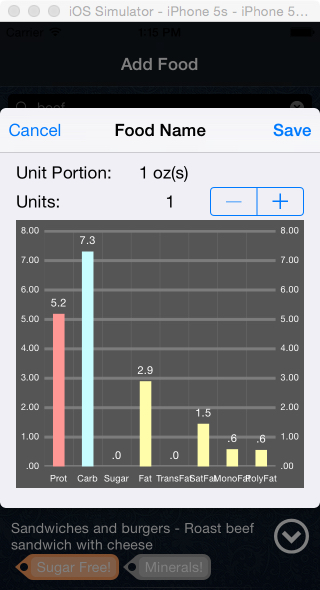 iOS Simulator - iPhone 5s - iPhone 5...
Carrier 1:15 PM
Add Food
beef
Cancel Food Name Save
Unit Portion: 1 oz(s)
Units: 1 — +
8.00 8.00
7.3
7.00 7.00
6.00 6.00
5.2
5.00 5.00
4.00 4.00
3.00 3.00
2.9
2.00 2.00
1.5
1.00 1.00
.0 .0 .6 .6
.00 .00
Prot Carb Sugar Fat TransFat SatFat MonoFat PolyFat
Sandwiches and burgers - Roast beef
sandwich with cheese
Sugar Free! Minerals!